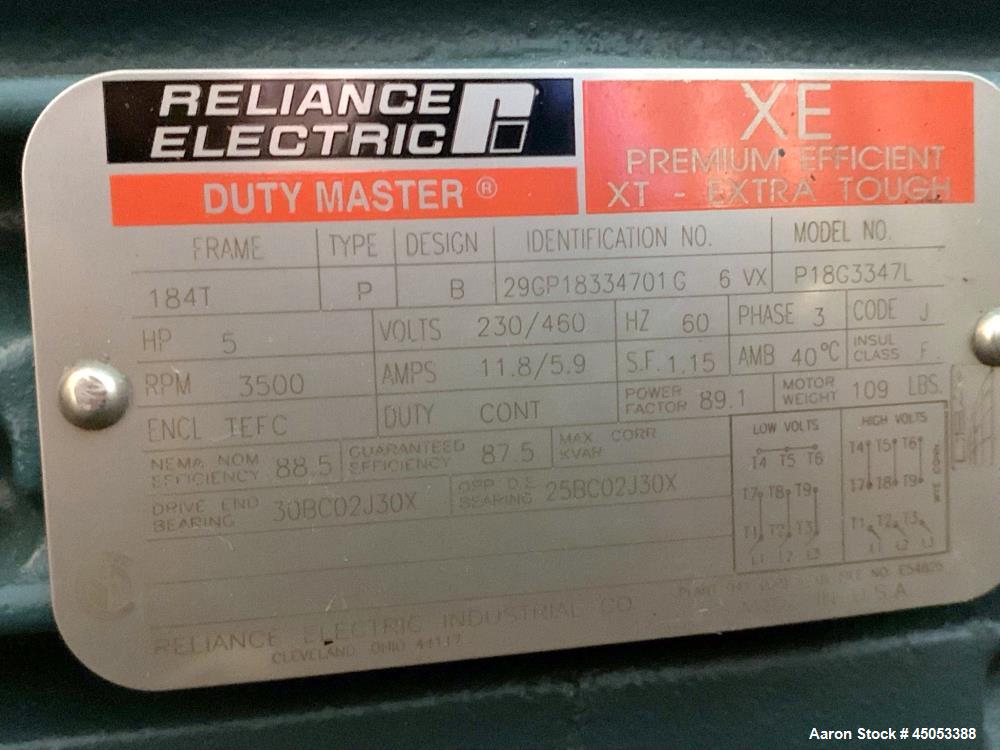 RELIANCE
ELECTRIC
DUTY MASTER ®
XE
PREMIUM EFFICIENT
XT - EXTRA TOUGH
FRAME TYPE DESIGN IDENTIFICATION NO. MODEL NO.
184T P B 29GP18334701G 6 VX P18G3347L
HP 5 VOLTS 230/460 HZ 60 PHASE 3 CODE J
RPM 3500 AMPS 11.8/5.9 S.F. 1.15 AMB 40°C INSUL CLASS F
ENCL TEFC DUTY CONT POWER FACTOR 89.1 MOTOR WEIGHT 109 LBS.
NEMA NOM EFFICIENCY 88.5 GUARANTEED EFFICIENCY 87.5 MAX CORR KVAR
DRIVE END BEARING 30BC02J30X OPP D.E. BEARING 25BC02J30X
LOW VOLTS
T4 T5 T6
T7 T8 T9
T1 T2 T3
L1 L2 L3
HIGH VOLTS
T4 T5 T6
T7 T8 T9
T1 T2 T3
L2 L3
WYE CONN.
NO. E54825
IN U.S.A.
RELIANCE ELECTRIC INDUSTRIAL CO.
CLEVELAND, OHIO 44117
Aaron Stock # 45053388